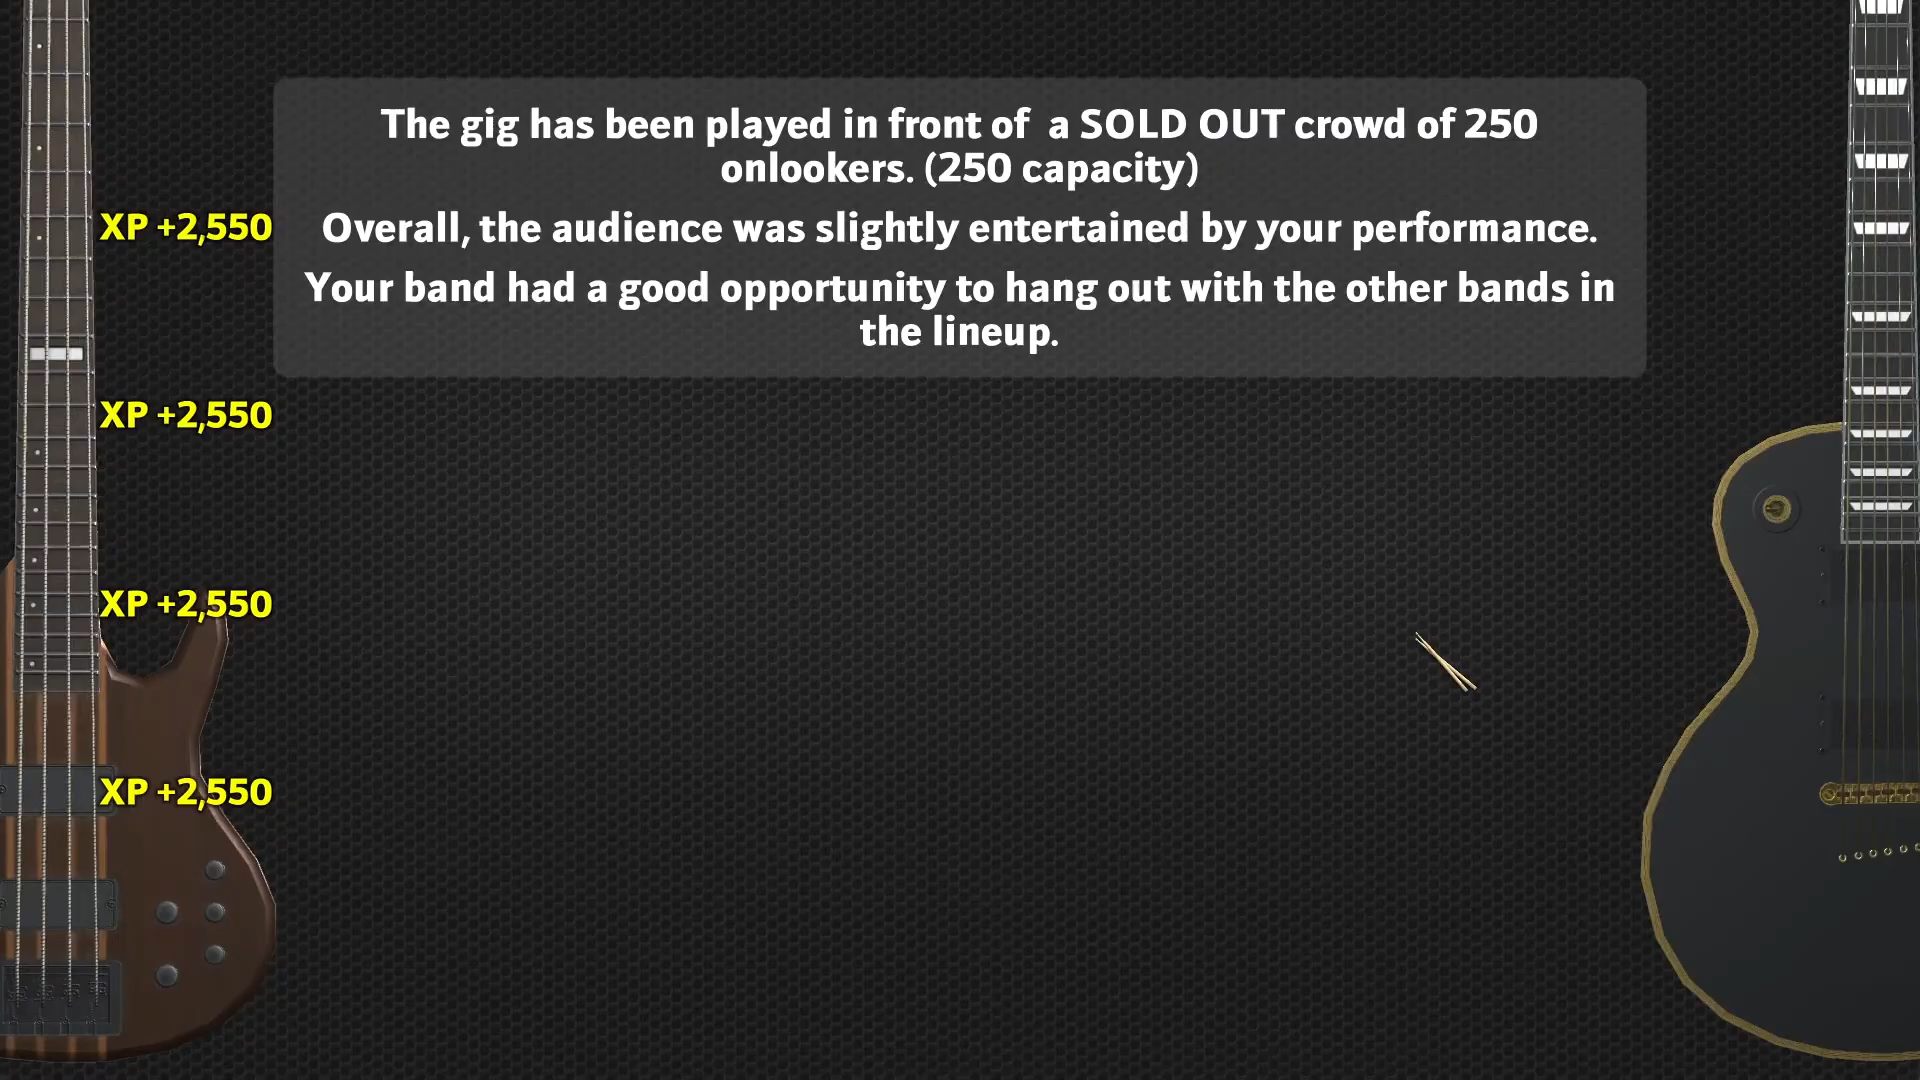 The gig has been played in front of  a SOLD OUT crowd of 250
onlookers. (250 capacity)
XP +2,550
Overall, the audience was slightly entertained by your performance.
Your band had a good opportunity to hang out with the other bands in
the lineup.
XP +2,550
XP +2,550
XP +2,550